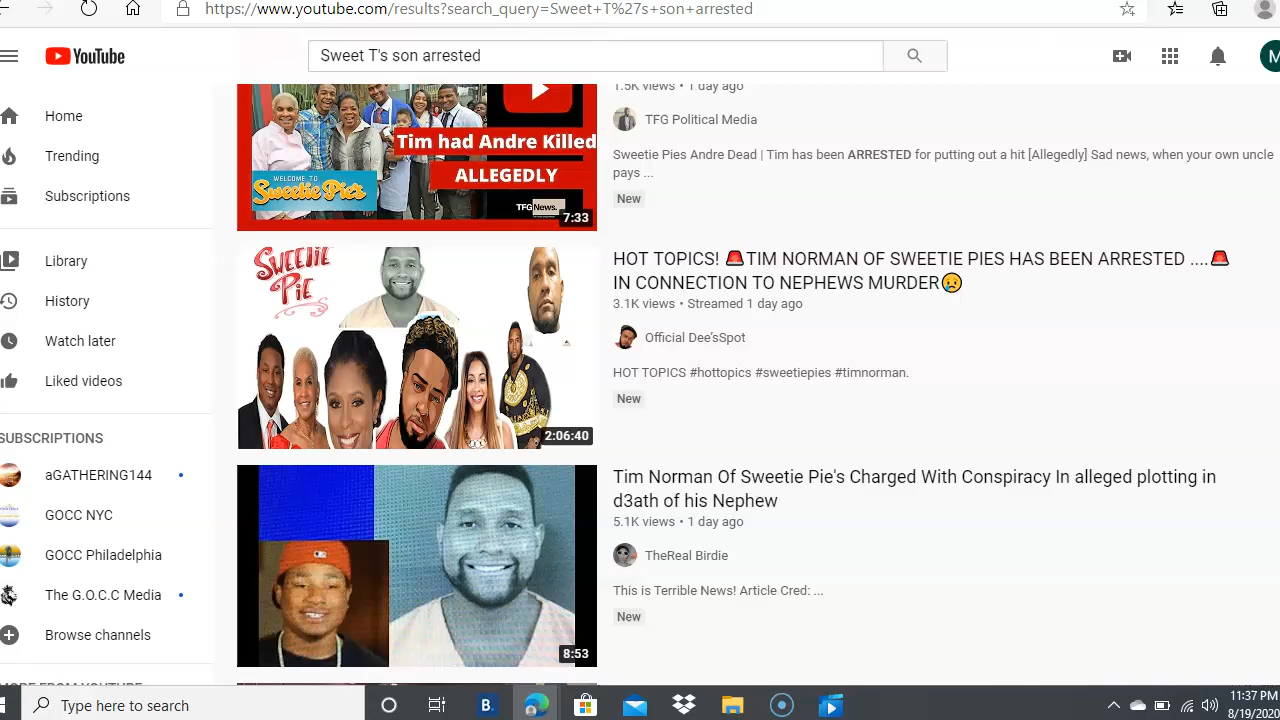 https://www.youtube.com/results?search_query=Sweet+T%27s+son+arrested
YouTube
Sweet T's son arrested
M
Home
Trending
Subscriptions
Library
History
Watch later
Liked videos
SUBSCRIPTIONS
aGATHERING144
GOCC NYC
GOCC Philadelphia
The G.O.C.C Media
Browse channels
MORE FROM YOUTUBE
Tim had Andre Killed
ALLEGEDLY
WELCOME TO
Sweetie Pies
TFG News.
7:33
1.5K views • 1 day ago
TFG Political Media
Sweetie Pies Andre Dead | Tim has been ARRESTED for putting out a hit [Allegedly] Sad news, when your own uncle
pays ...
New
SWEETIE
PIE
2:06:40
HOT TOPICS! 🚨TIM NORMAN OF SWEETIE PIES HAS BEEN ARRESTED ....🚨
IN CONNECTION TO NEPHEWS MURDER😥
3.1K views • Streamed 1 day ago
Official Dee'sSpot
HOT TOPICS #hottopics #sweetiepies #timnorman.
New
8:53
Tim Norman Of Sweetie Pie's Charged With Conspiracy In alleged plotting in
d3ath of his Nephew
5.1K views • 1 day ago
TheReal Birdie
This is Terrible News! Article Cred: ...
New
Type here to search
B.
11:37 PM
8/19/2020